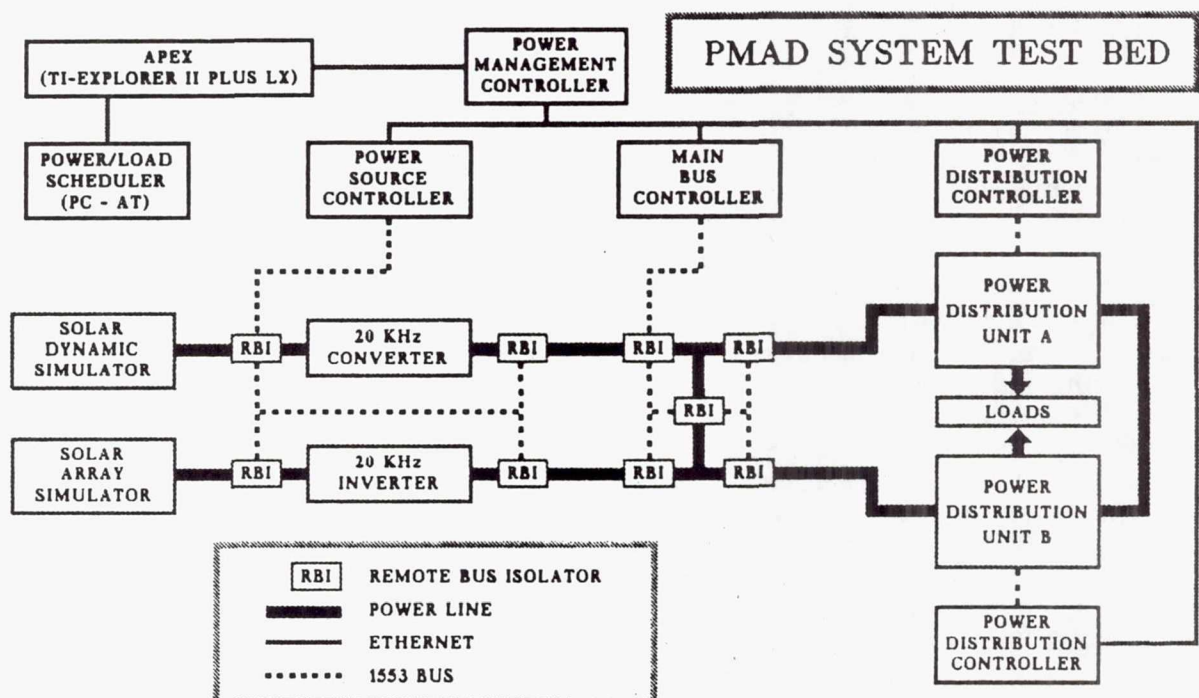 PMAD SYSTEM TEST BED
APEX
(TI-EXPLORER II PLUS LX)
POWER
MANAGEMENT
CONTROLLER
POWER/LOAD
SCHEDULER
(PC - AT)
POWER
SOURCE
CONTROLLER
MAIN
BUS
CONTROLLER
POWER
DISTRIBUTION
CONTROLLER
SOLAR
DYNAMIC
SIMULATOR
RBI
20 KHz
CONVERTER
RBI
RBI
RBI
POWER
DISTRIBUTION
UNIT A
RBI
LOADS
SOLAR
ARRAY
SIMULATOR
RBI
20 KHz
INVERTER
RBI
RBI
RBI
POWER
DISTRIBUTION
UNIT B
POWER
DISTRIBUTION
CONTROLLER
RBI REMOTE BUS ISOLATOR
POWER LINE
ETHERNET
1553 BUS